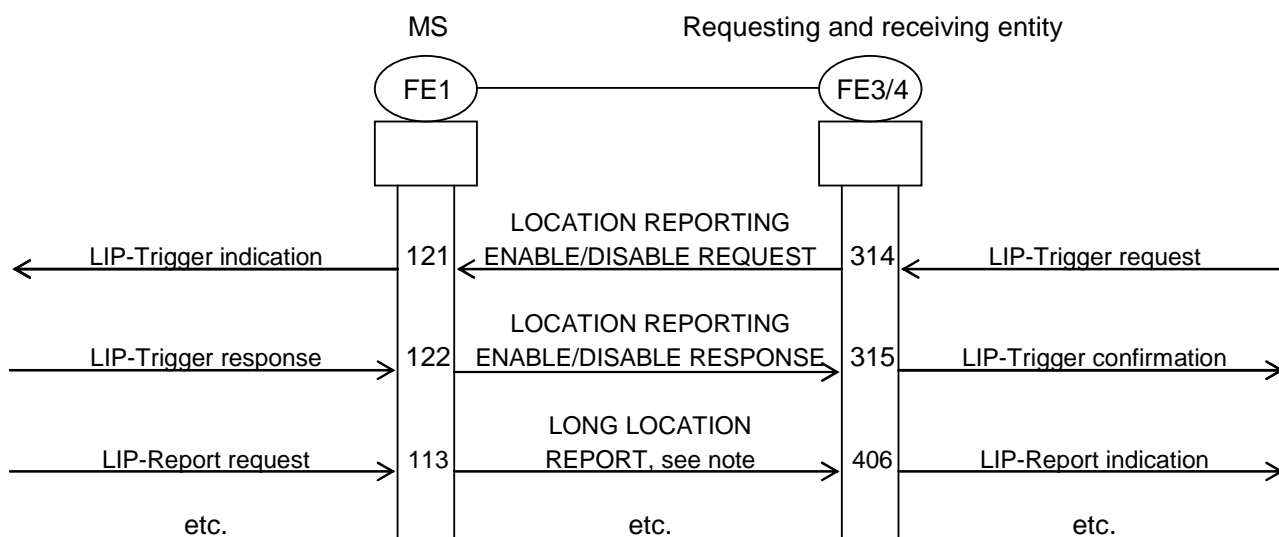 MS
Requesting and receiving entity
FE1
FE3/4
LOCATION REPORTING
LIP-Trigger indication
121
ENABLE/DISABLE REQUEST
314
LIP-Trigger request
LOCATION REPORTING
LIP-Trigger response
122
ENABLE/DISABLE RESPONSE
315
LIP-Trigger confirmation
LONG LOCATION
LIP-Report request
113
REPORT, see note
406
LIP-Report indication
etc.
etc.
etc.